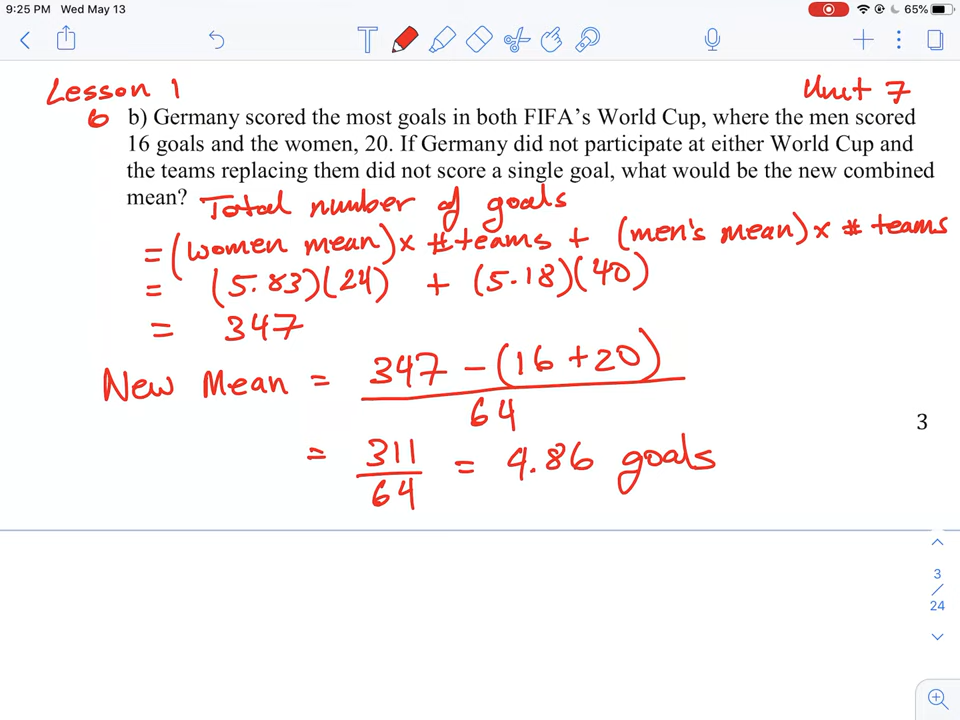 9:25 PM Wed May 13 65%
T
Lesson 1 Unit 7
6 b) Germany scored the most goals in both FIFA's World Cup, where the men scored
16 goals and the women, 20. If Germany did not participate at either World Cup and
the teams replacing them did not score a single goal, what would be the new combined
mean? Total number of goals
= (women mean) x # teams + (men's mean) x # teams
= (5.83)(24) + (5.18)(40)
= 347
New Mean = 347 - (16 + 20)
64
= 311 = 4.86 goals
64
3
3
/
24